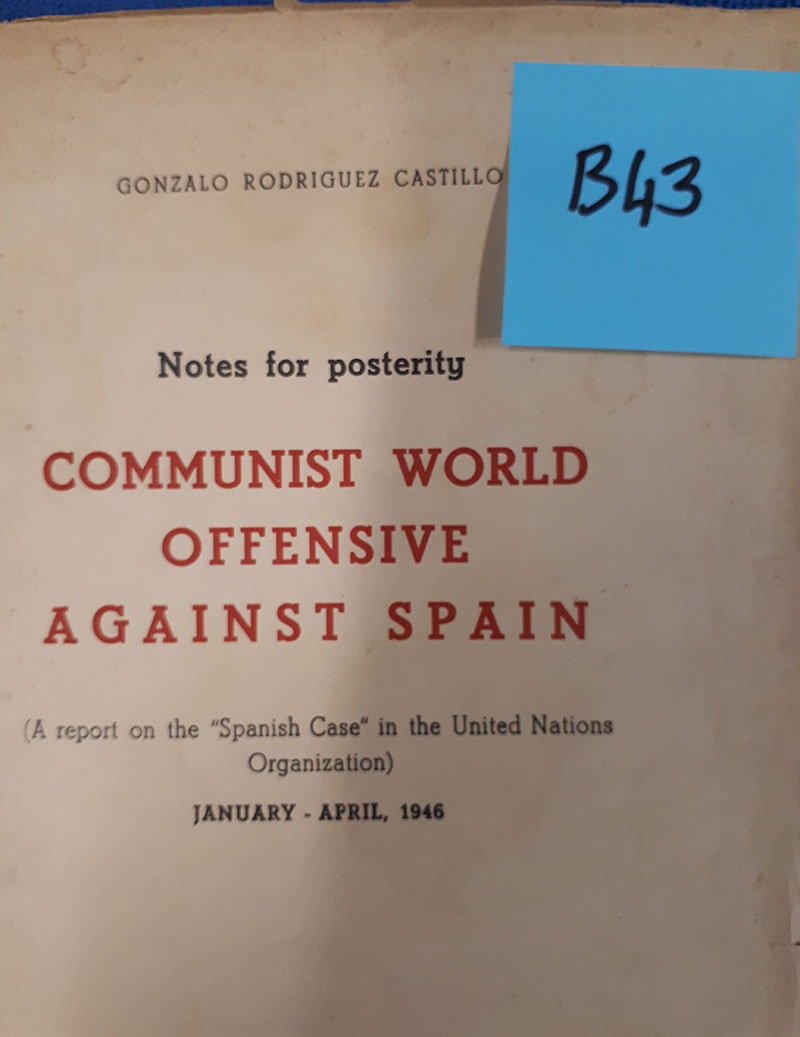 GONZALO RODRIGUEZ CASTILLO
B43
Notes for posterity
COMMUNIST WORLD
OFFENSIVE
AGAINST SPAIN
(A report on the "Spanish Case" in the United Nations
Organization)
JANUARY - APRIL, 1946